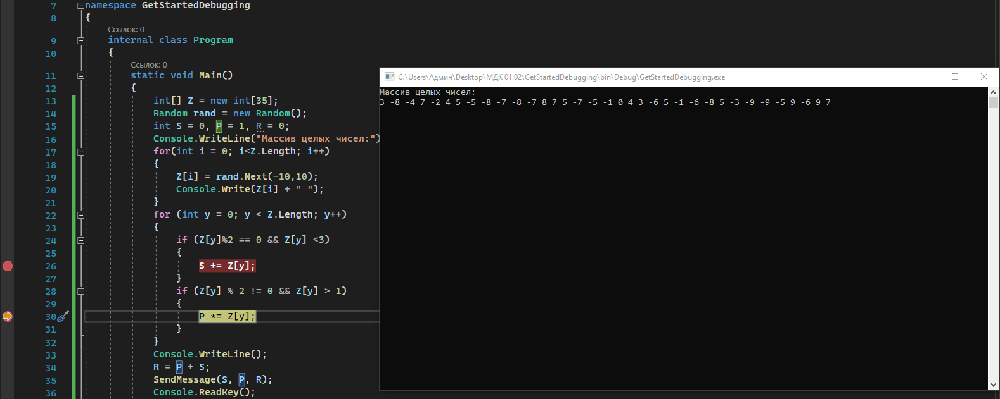 7 namespace GetStartedDebugging
8 {
Ссылок: 0
9 internal class Program
10 {
Ссылок: 0
11 static void Main()
12 {
13 int[] Z = new int[35];
14 Random rand = new Random();
15 int S = 0, P = 1, R = 0;
16 Console.WriteLine("Массив целых чисел:")
17 for(int i = 0; i<Z.Length; i++)
18 {
19 Z[i] = rand.Next(-10,10);
20 Console.Write(Z[i] + " ");
21 }
22 for (int y = 0; y < Z.Length; y++)
23 {
24 if (Z[y]%2 == 0 && Z[y] <3)
25 {
26 S += Z[y];
27 }
28 if (Z[y] % 2 != 0 && Z[y] > 1)
29 {
30 P *= Z[y];
31 }
32 }
33 Console.WriteLine();
34 R = P + S;
35 SendMessage(S, P, R);
36 Console.ReadKey();
C:\Users\Админ\Desktop\МДК 01.02\GetStartedDebugging\bin\Debug\GetStartedDebugging.exe
Массив целых чисел:
3 -8 -4 7 -2 4 5 -5 -8 -7 -8 -7 8 7 5 -7 -5 -1 0 4 3 -6 5 -1 -6 -8 5 -3 -9 -9 -5 9 -6 9 7